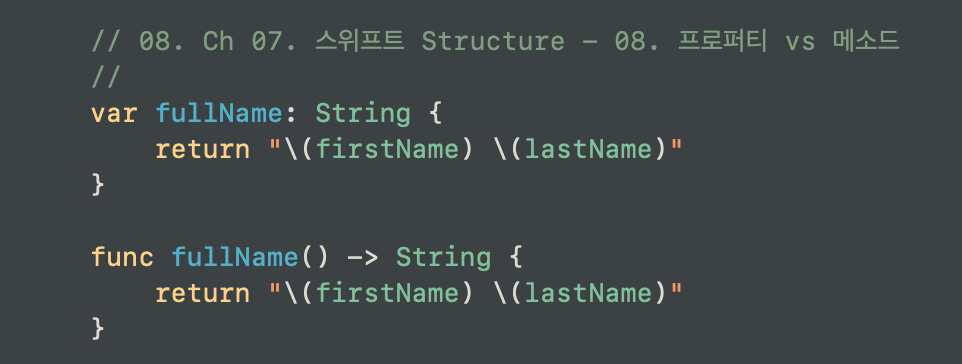 // 08. Ch 07. 스위프트 Structure – 08. 프로퍼티 vs 메소드
//
var fullName: String {
    return "\(firstName) \(lastName)"
}

func fullName() -> String {
    return "\(firstName) \(lastName)"
}